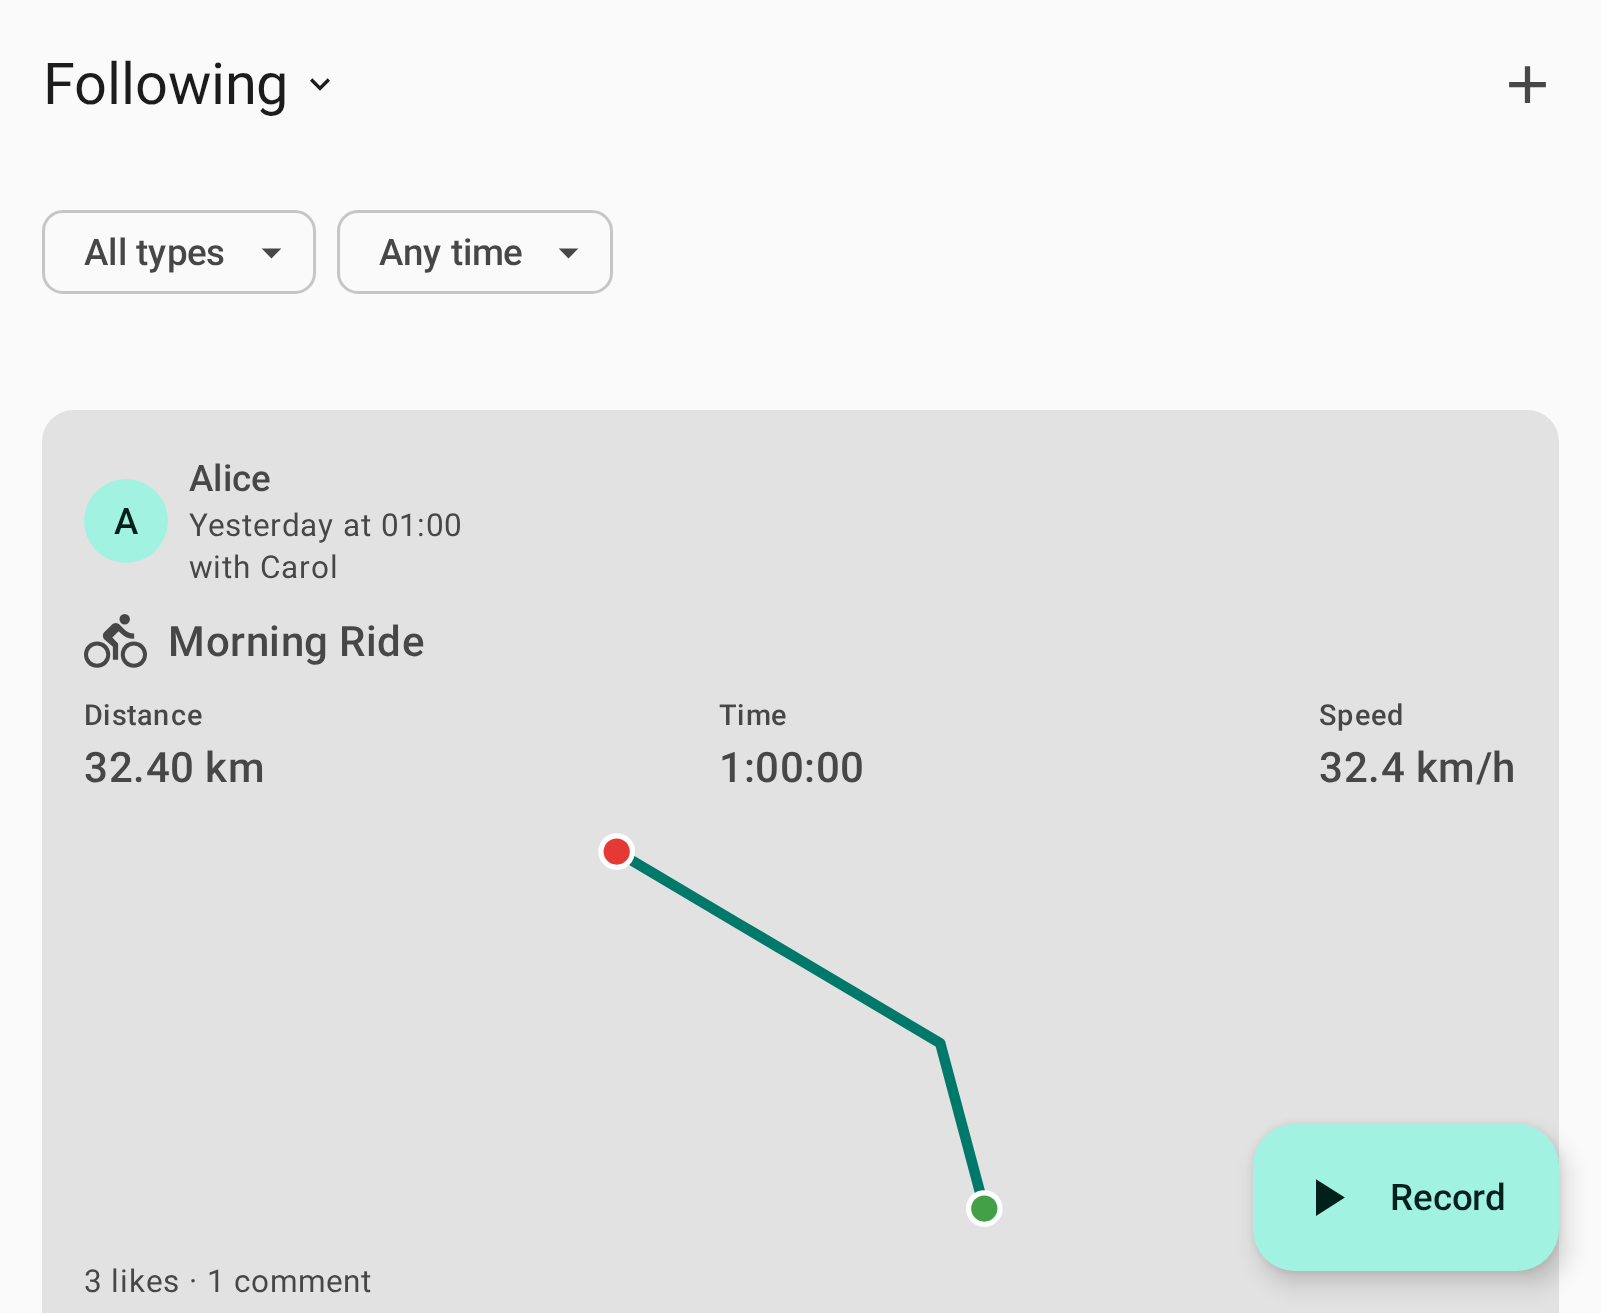 Following
All types
Any time
A
Alice
Yesterday at 01:00
with Carol
Morning Ride
Distance
Time
Speed
32.40 km
1:00:00
32.4 km/h
Record
3 likes · 1 comment